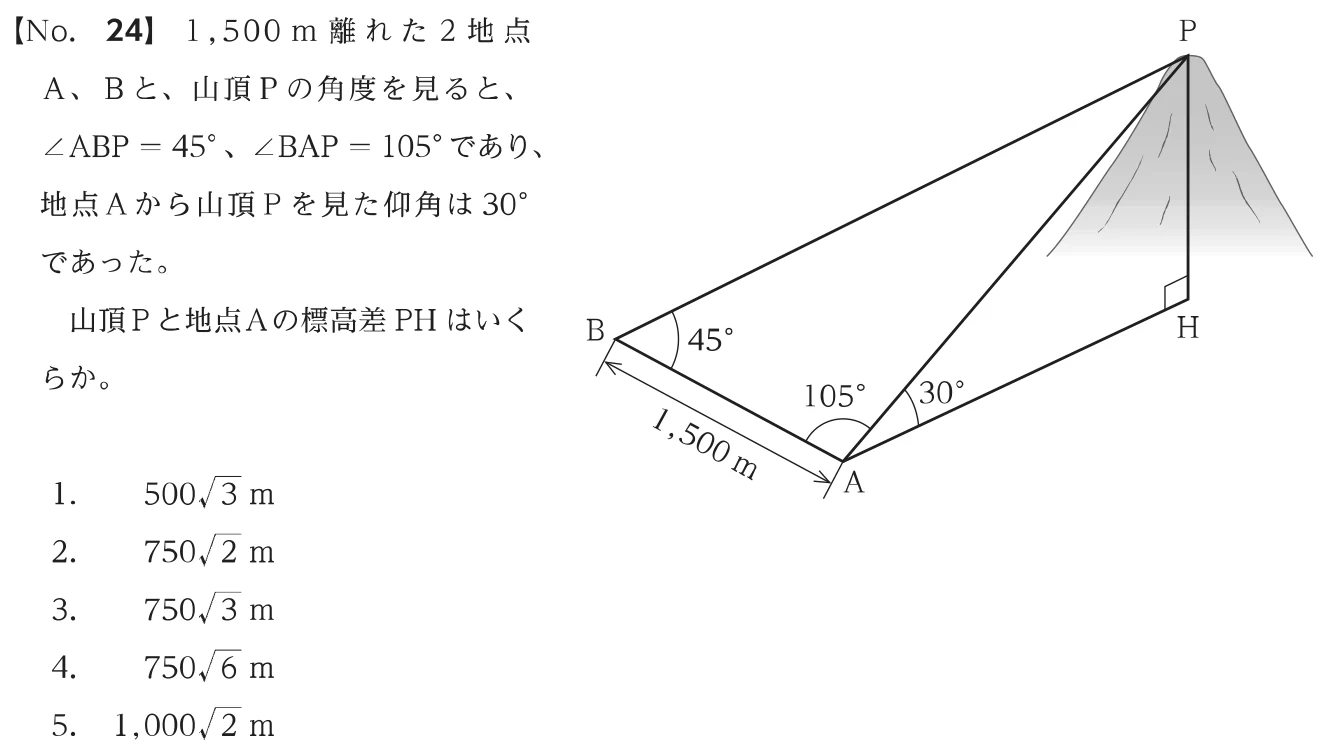 【No. 24】 1,500 m 離れた2地点
A、Bと、山頂Pの角度を見ると、
∠ABP = 45°、∠BAP = 105°であり、
地点Aから山頂Pを見た仰角は30°
であった。
山頂Pと地点Aの標高差PHはいく
らか。
1. 500√3 m
2. 750√2 m
3. 750√3 m
4. 750√6 m
5. 1,000√2 m
P
B
45°
H
105°
30°
1,500 m
A